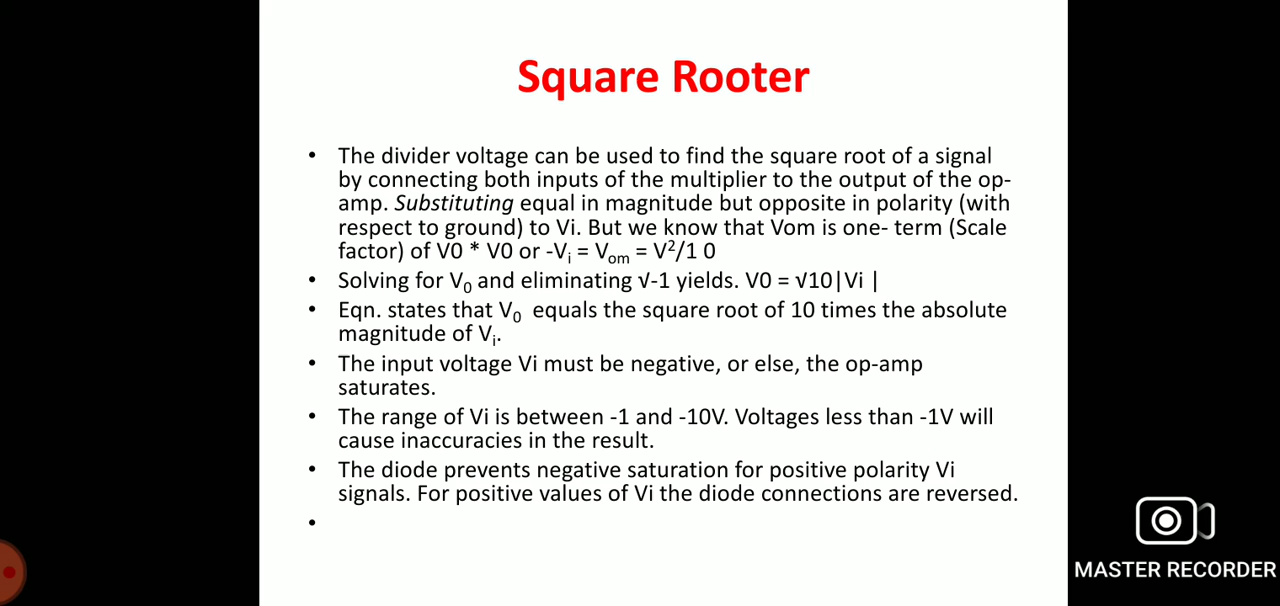 Square Rooter
• The divider voltage can be used to find the square root of a signal
by connecting both inputs of the multiplier to the output of the op-
amp. Substituting equal in magnitude but opposite in polarity (with
respect to ground) to Vi. But we know that Vom is one- term (Scale
factor) of V0 * V0 or -Vi = Vom = V²/1 0
• Solving for V0 and eliminating √-1 yields. V0 = √10|Vi |
• Eqn. states that V0 equals the square root of 10 times the absolute
magnitude of Vi.
• The input voltage Vi must be negative, or else, the op-amp
saturates.
• The range of Vi is between -1 and -10V. Voltages less than -1V will
cause inaccuracies in the result.
• The diode prevents negative saturation for positive polarity Vi
signals. For positive values of Vi the diode connections are reversed.
•
MASTER RECORDER